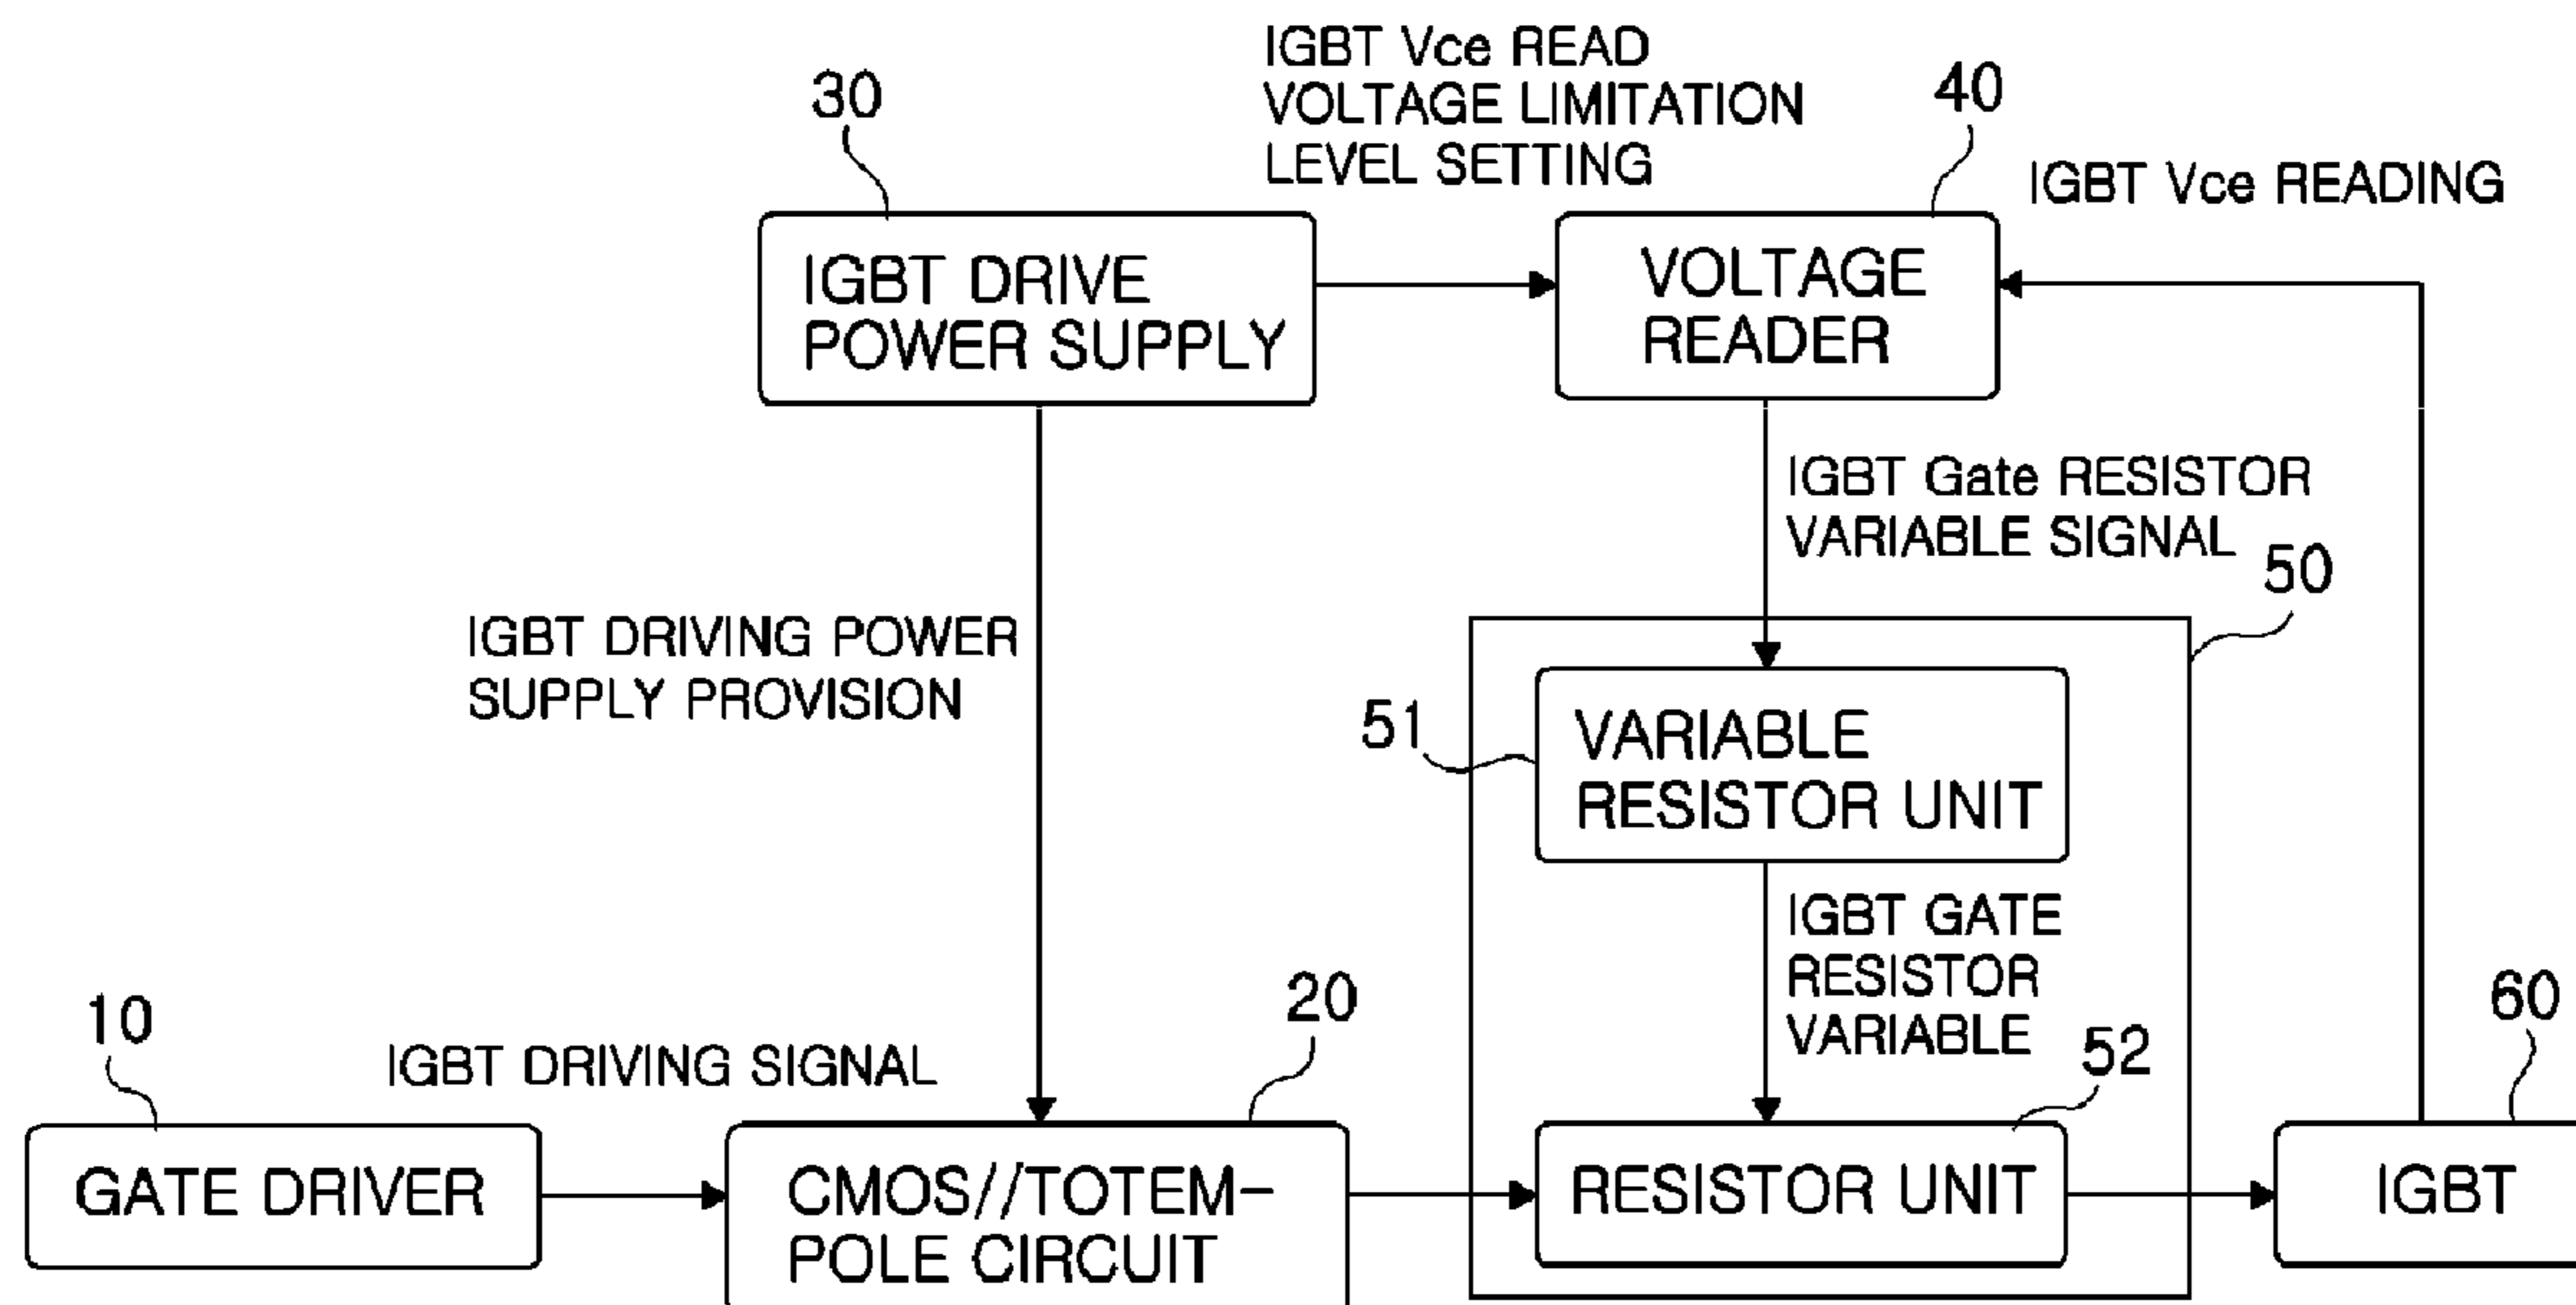 IGBT Vce READ
VOLTAGE LIMITATION
LEVEL SETTING
30
40
IGBT Vce READING
IGBT DRIVE
POWER SUPPLY
VOLTAGE
READER
IGBT Gate RESISTOR
VARIABLE SIGNAL
50
IGBT DRIVING POWER
SUPPLY PROVISION
51
VARIABLE
RESISTOR UNIT
IGBT GATE
RESISTOR
VARIABLE
10
IGBT DRIVING SIGNAL
20
52
60
GATE DRIVER
CMOS//TOTEM-
POLE CIRCUIT
RESISTOR UNIT
IGBT